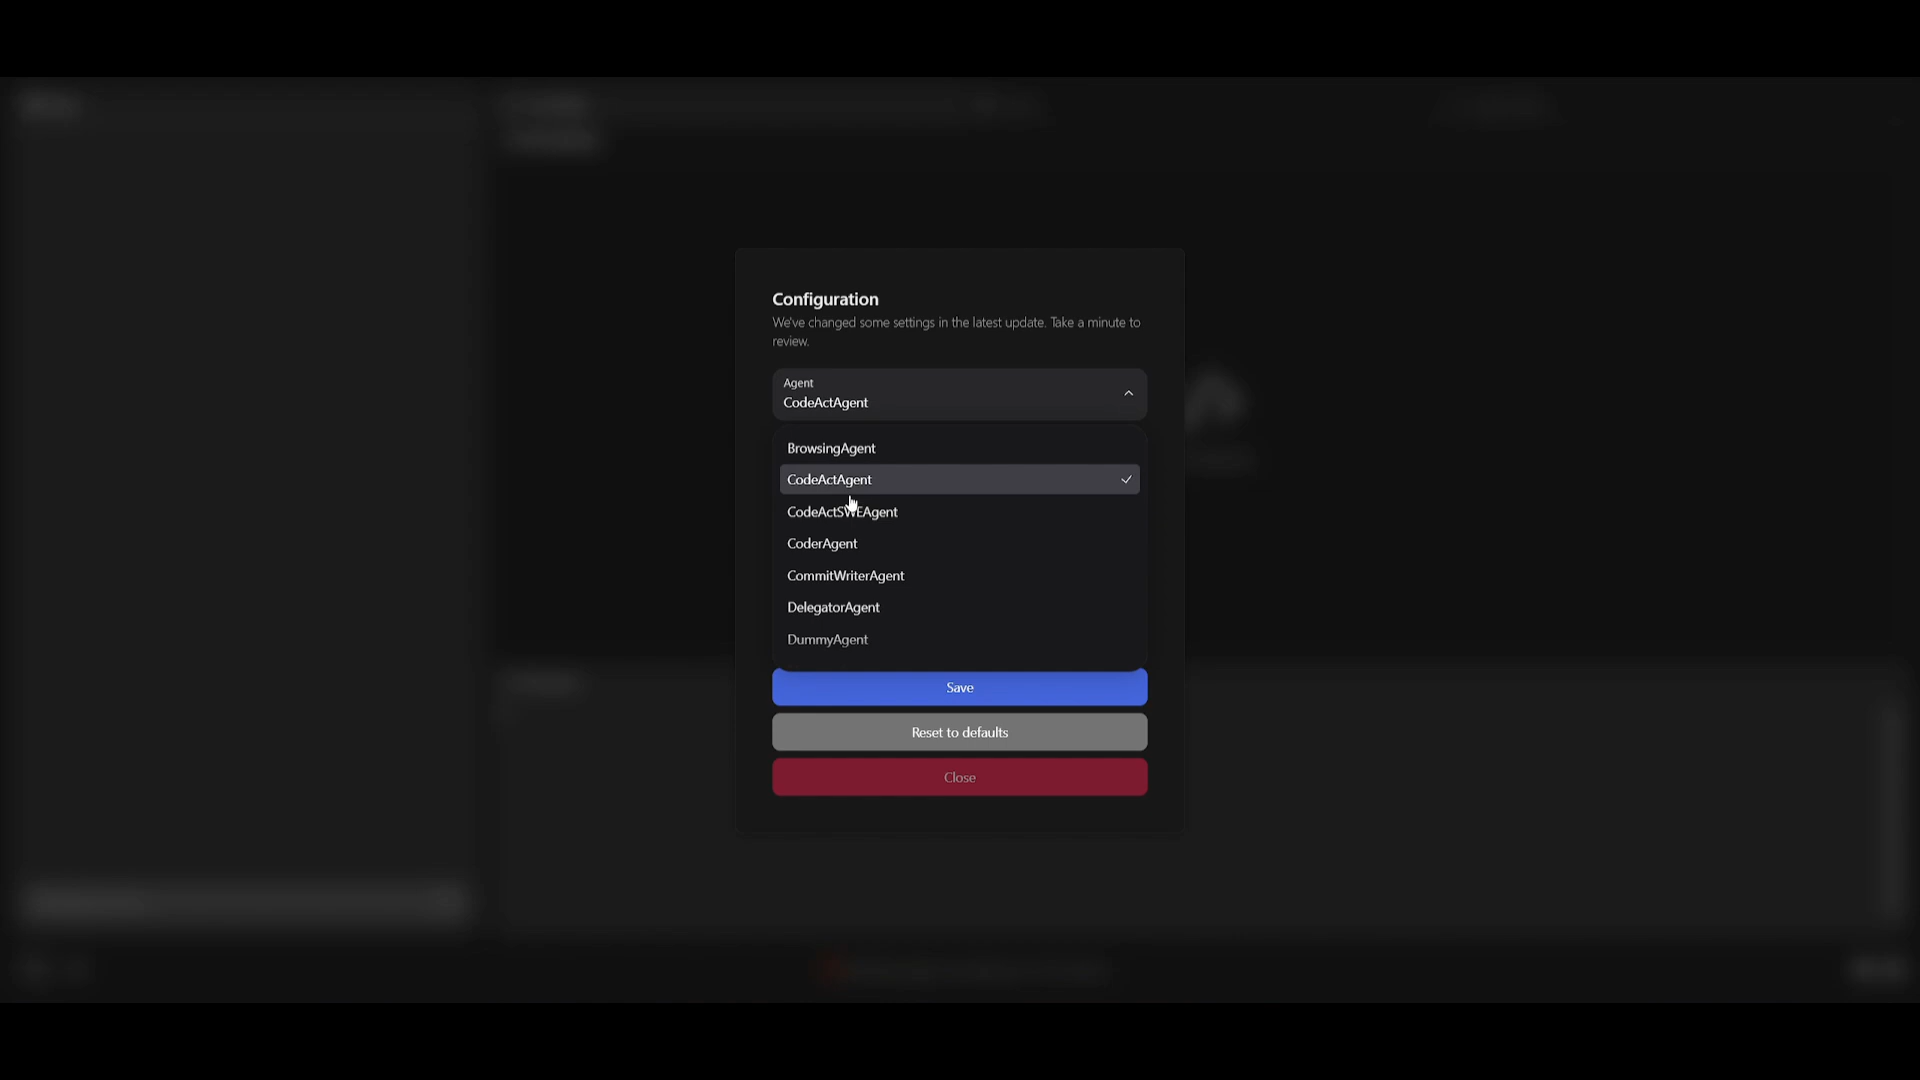 Configuration
We've changed some settings in the latest update. Take a minute to
review.
Agent
CodeActAgent
BrowsingAgent
CodeActAgent
CodeActSWEAgent
CoderAgent
CommitWriterAgent
DelegatorAgent
DummyAgent
Save
Reset to defaults
Close